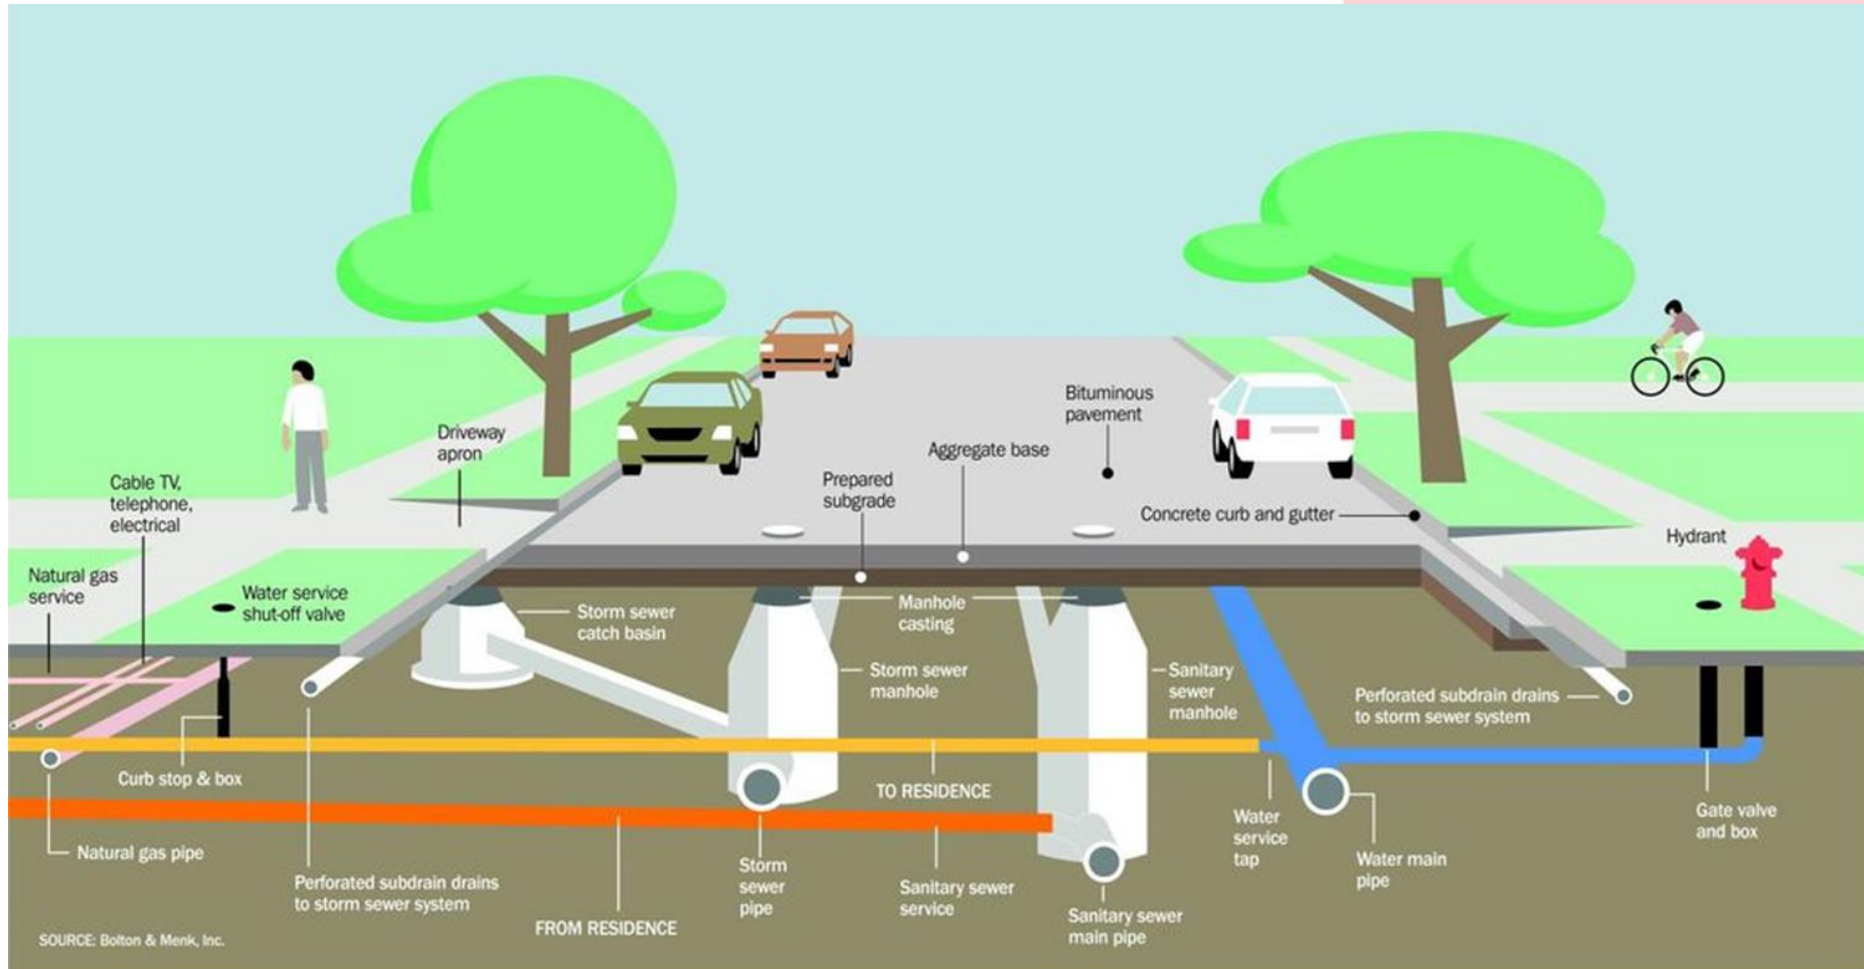 Bituminous
pavement
Driveway
apron
Aggregate base
Cable TV,
telephone,
electrical
Prepared
subgrade
Concrete curb and gutter
Hydrant
Natural gas
service
Water service
shut-off valve
Storm sewer
catch basin
Manhole
casting
Storm sewer
manhole
Sanitary
sewer
manhole
Perforated subdrain drains
to storm sewer system
Curb stop & box
TO RESIDENCE
Water
service
tap
Gate valve
and box
Natural gas pipe
Water main
pipe
Perforated subdrain drains
to storm sewer system
Storm
sewer
pipe
Sanitary sewer
service
FROM RESIDENCE
Sanitary sewer
main pipe
SOURCE: Bolton & Menk, Inc.